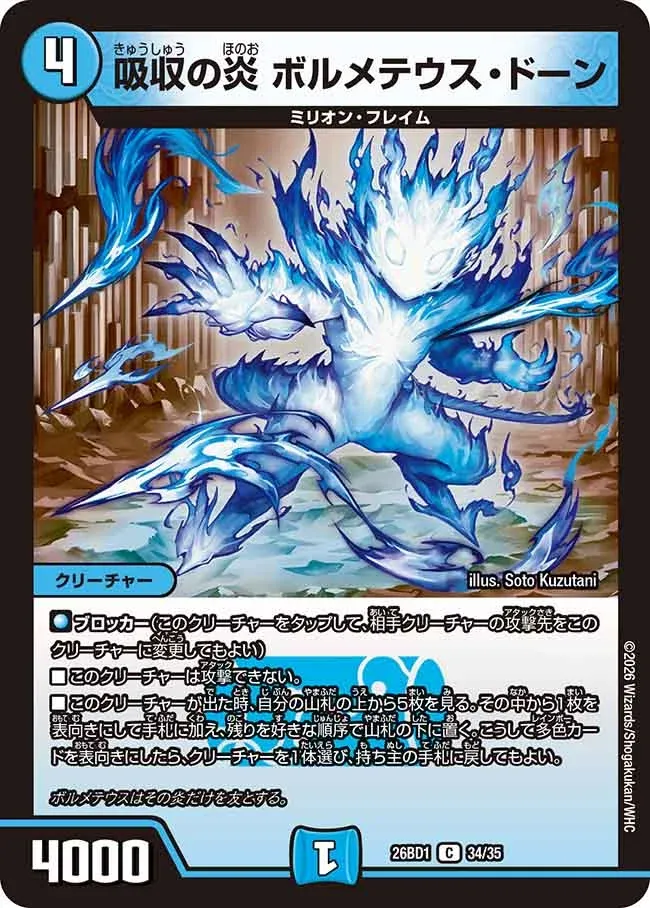 4
きゅうしゅう ほのお
吸収の炎 ボルメテウス・ドーン
ミリオン・フレイム
クリーチャー
illus. Soto Kuzutani
ブロッカー(このクリーチャーをタップして、相手クリーチャーの攻撃先をこの
クリーチャーに変更してもよい)
■このクリーチャーは攻撃できない。
■このクリーチャーが出た時、自分の山札の上から5枚を見る。その中から1枚を
表向きにして手札に加え、残りを好きな順序で山札の下に置く。こうして多色カー
ドを表向きにしたら、クリーチャーを1体選び、持ち主の手札に戻してもよい。
ボルメテウスはその炎だけを友とする。
4000
1
26BD1 C 34/35
©2026 Wizards/Shogakukan/WHC